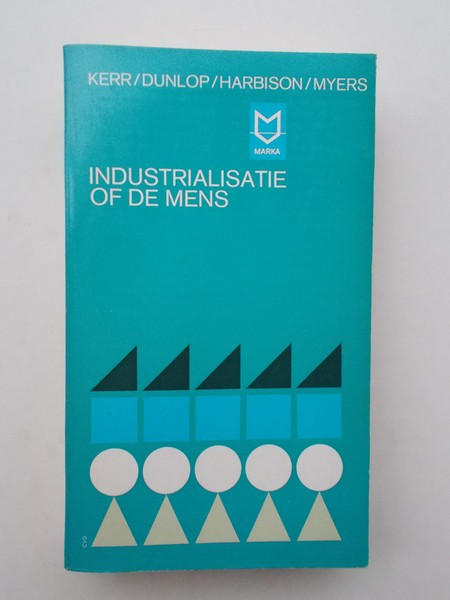 KERR/DUNLOP/HARBISON/MYERS
MARKA
INDUSTRIALISATIE
OF DE MENS